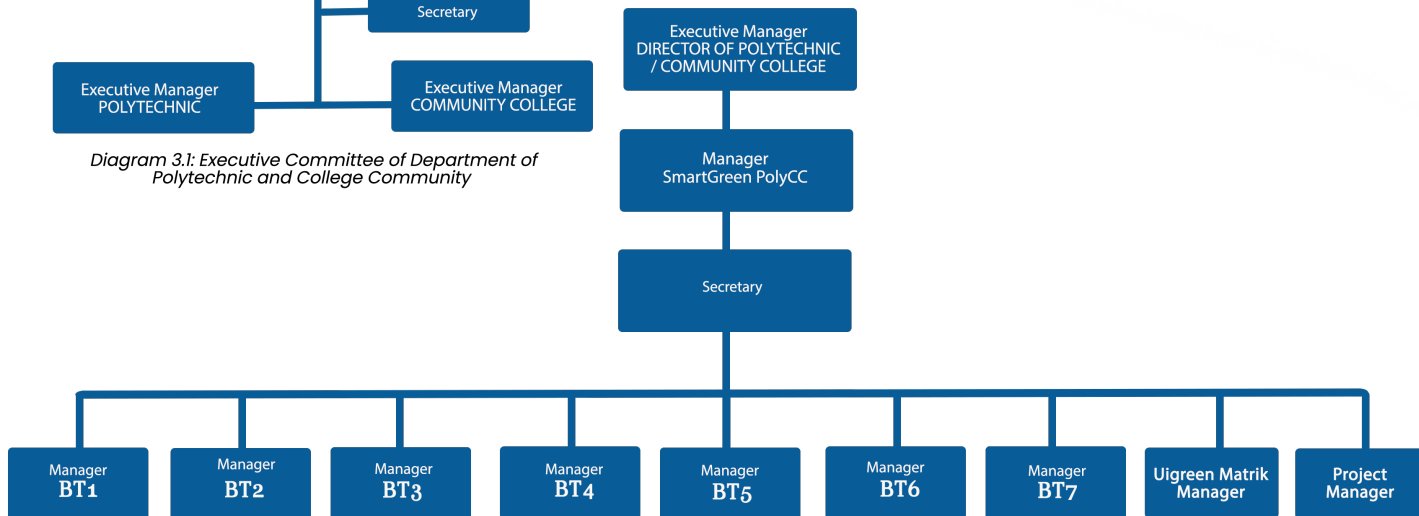 Secretary
Executive Manager
POLYTECHNIC
Executive Manager
COMMUNITY COLLEGE
Diagram 3.1: Executive Committee of Department of
Polytechnic and College Community
Executive Manager
DIRECTOR OF POLYTECHNIC
/ COMMUNITY COLLEGE
Manager
SmartGreen PolyCC
Secretary
Manager
BT1
Manager
BT2
Manager
BT3
Manager
BT4
Manager
BT5
Manager
BT6
Manager
BT7
Uigreen Matrik
Manager
Project
Manager